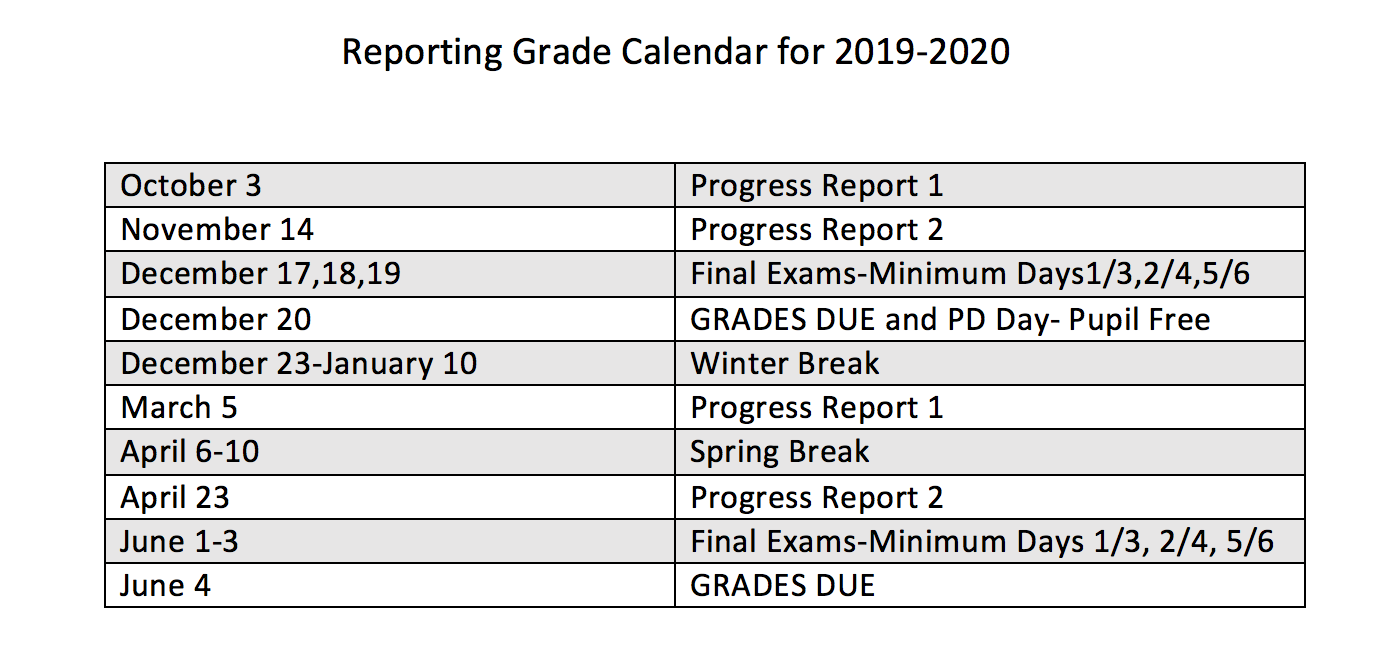 Reporting Grade Calendar for 2019-2020
October 3 Progress Report 1
November 14 Progress Report 2
December 17,18,19 Final Exams-Minimum Days1/3,2/4,5/6
December 20 GRADES DUE and PD Day- Pupil Free
December 23-January 10 Winter Break
March 5 Progress Report 1
April 6-10 Spring Break
April 23 Progress Report 2
June 1-3 Final Exams-Minimum Days 1/3, 2/4, 5/6
June 4 GRADES DUE